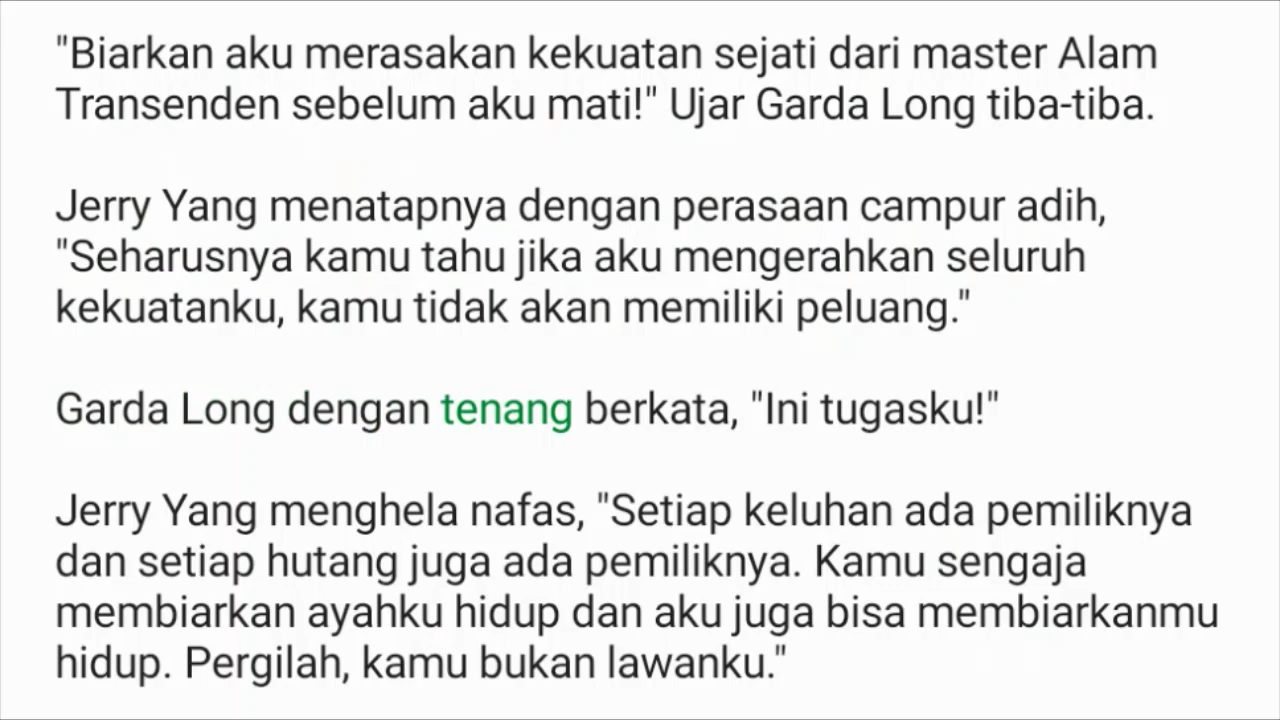 "Biarkan aku merasakan kekuatan sejati dari master Alam
Transenden sebelum aku mati!" Ujar Garda Long tiba-tiba.
Jerry Yang menatapnya dengan perasaan campur adih,
"Seharusnya kamu tahu jika aku mengerahkan seluruh
kekuatanku, kamu tidak akan memiliki peluang."
Garda Long dengan tenang berkata, "Ini tugasku!"
Jerry Yang menghela nafas, "Setiap keluhan ada pemiliknya
dan setiap hutang juga ada pemiliknya. Kamu sengaja
membiarkan ayahku hidup dan aku juga bisa membiarkanmu
hidup. Pergilah, kamu bukan lawanku."